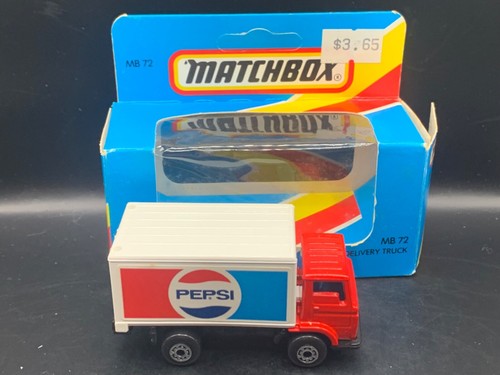 $3.65
MB 72
MATCHBOX
MB 72
DELIVERY TRUCK
PEPSI